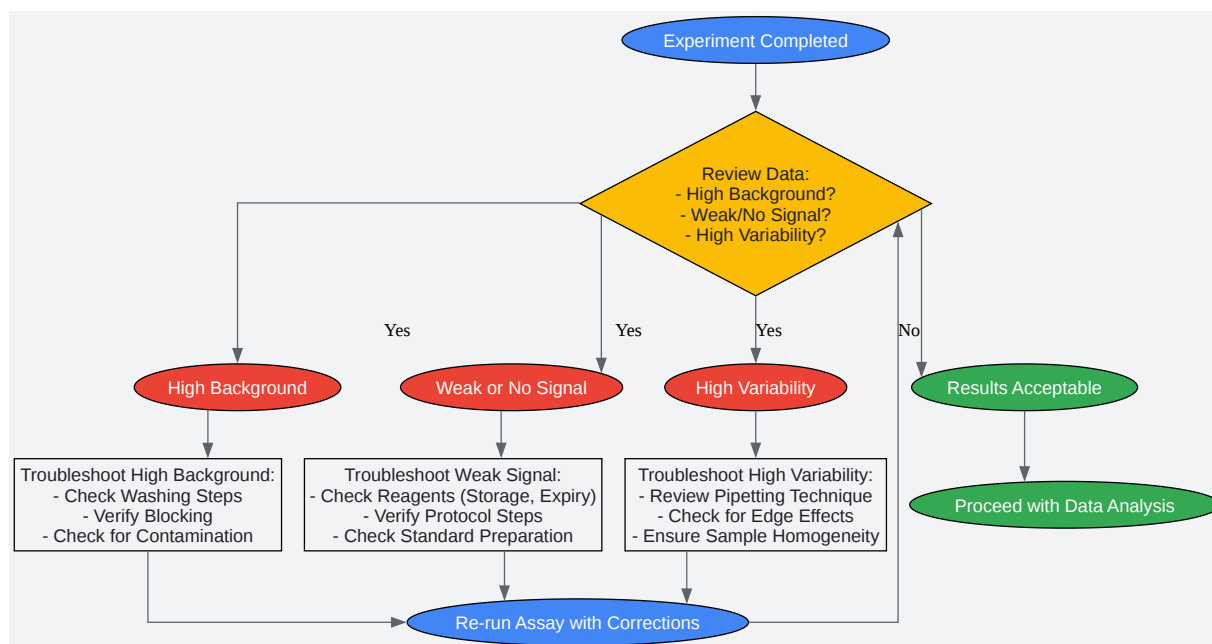 Experiment Completed
Review Data:
- High Background?
- Weak/No Signal?
- High Variability?
Yes
Yes
Yes
No
High Background
Weak or No Signal
High Variability
Results Acceptable
Troubleshoot High Background:
- Check Washing Steps
- Verify Blocking
- Check for Contamination
Troubleshoot Weak Signal:
- Check Reagents (Storage, Expiry)
- Verify Protocol Steps
- Check Standard Preparation
Troubleshoot High Variability:
- Review Pipetting Technique
- Check for Edge Effects
- Ensure Sample Homogeneity
Proceed with Data Analysis
Re-run Assay with Corrections